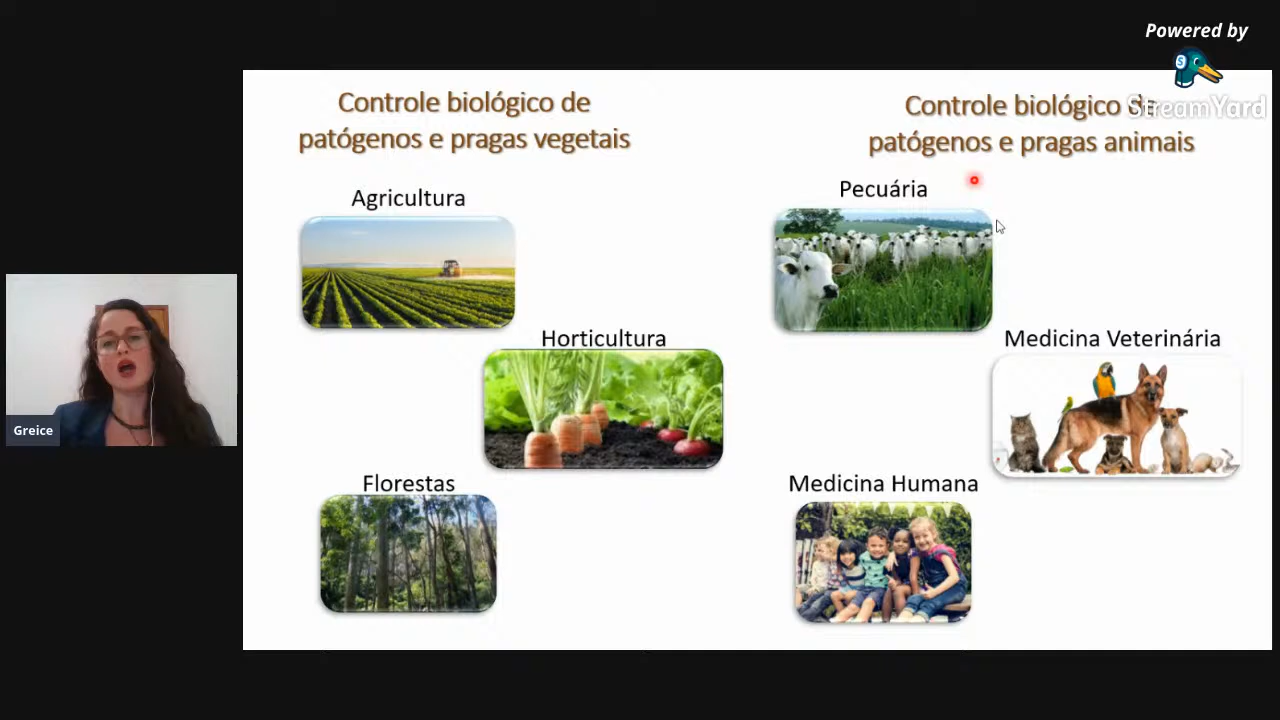 Powered by
StreamYard
Controle biológico de
patógenos e pragas vegetais
Agricultura
Horticultura
Florestas
Controle biológico de
patógenos e pragas animais
Pecuária
Medicina Veterinária
Medicina Humana
Greice